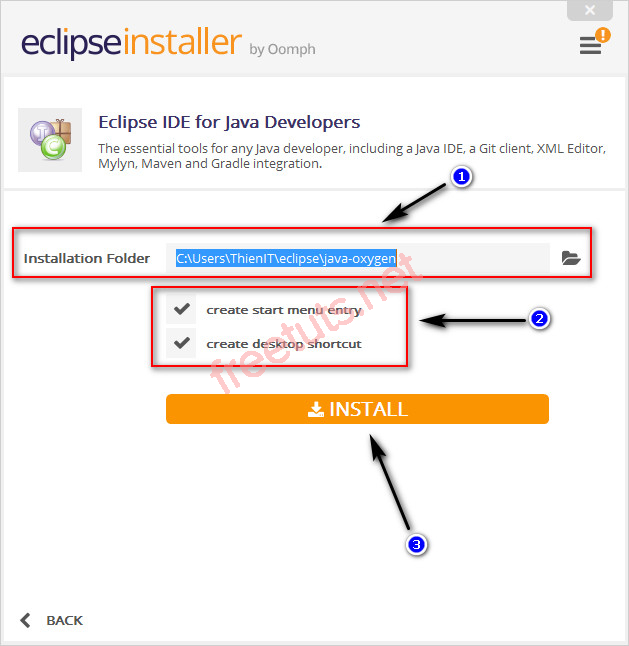 eclipse installer by Oomph
!
Eclipse IDE for Java Developers
The essential tools for any Java developer, including a Java IDE, a Git client, XML Editor,
Mylyn, Maven and Gradle integration.
1
Installation Folder C:\Users\ThienIT\eclipse\java-oxygen
create start menu entry
2
create desktop shortcut
freetuts.net
INSTALL
3
BACK